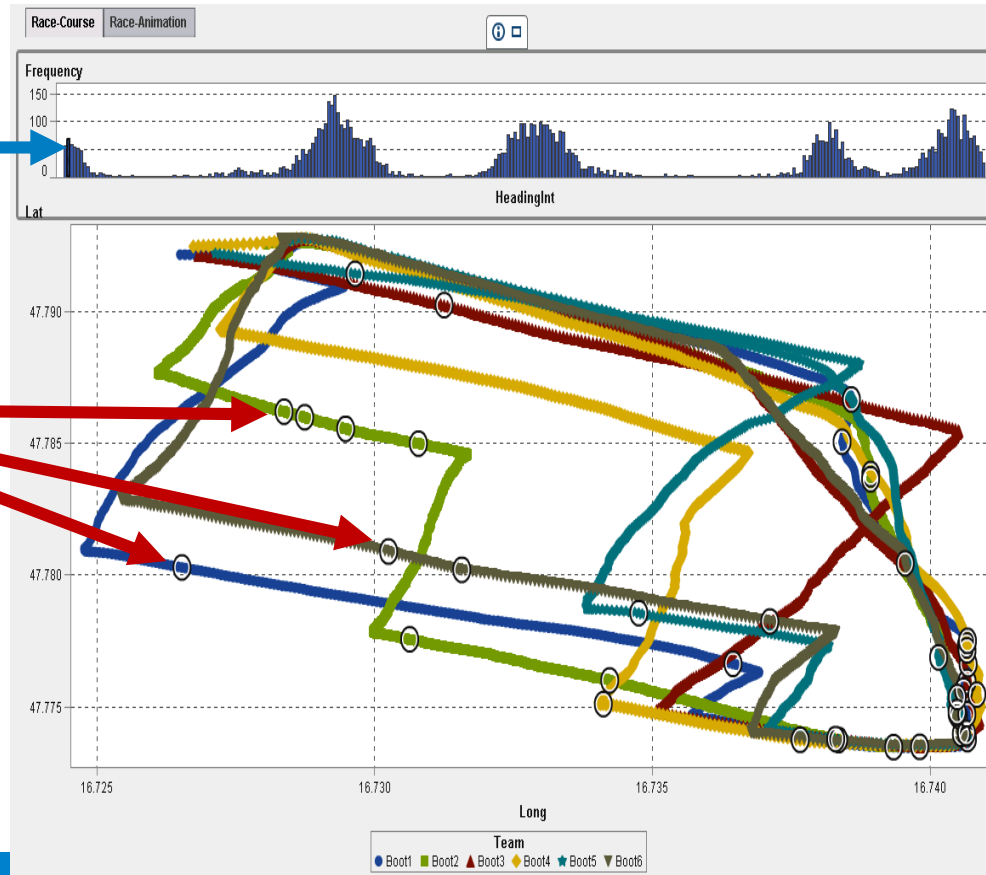 Race-Course Race-Animation
Frequency
150
100
50
0
HeadingInt
Lat
47.790
47.785
47.780
47.775
16.725 16.730 16.735 16.740
Long
Team
Boot1 Boot2 Boot3 Boot4 Boot5 Boot6